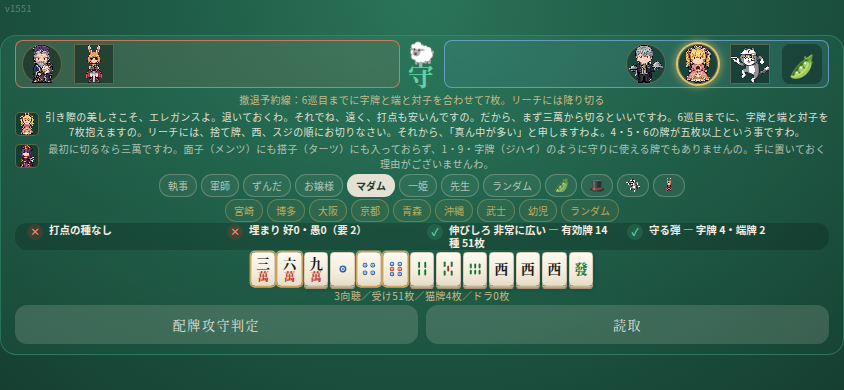 v1551
守
撤退予約線：6巡目までに字牌と端と対子を合わせて7枚。リーチには降り切る
引き際の美しさこそ、エレガンスよ。退いておくわ。それでね、遠く、打点も安いんですの。だから、まず三萬から切るといいですわ。6巡目までに、字牌と端と対子を
7枚抱えますの。リーチには、捨て牌、西、スジの順でお切りなさい。それから、「真ん中が多い」と申しますわよ。4・5・6の牌が五枚以上という事ですわ。
最初に切るなら三萬ですわ。面子（メンツ）にも搭子（ターツ）にも入っておらず、1・9・字牌（ジハイ）のように守りに使える牌でもありませんの。手に置いておく
理由がございませんわ。
執事 軍師 ずんだ お嬢様 マダム 一姫 先生 ランダム
宮崎 博多 大阪 京都 青森 沖縄 武士 幼児 ランダム
打点の種なし
埋まり 好0・愚0（要 2）
伸びしろ 非常に広い ― 有効牌 14
種 51枚
守る弾 ― 字牌 4・端牌 2
三萬 六萬 九萬 西 西 西 發
3向聴／受け51枚／猫牌4枚／ドラ0枚
配牌攻守判定
読取